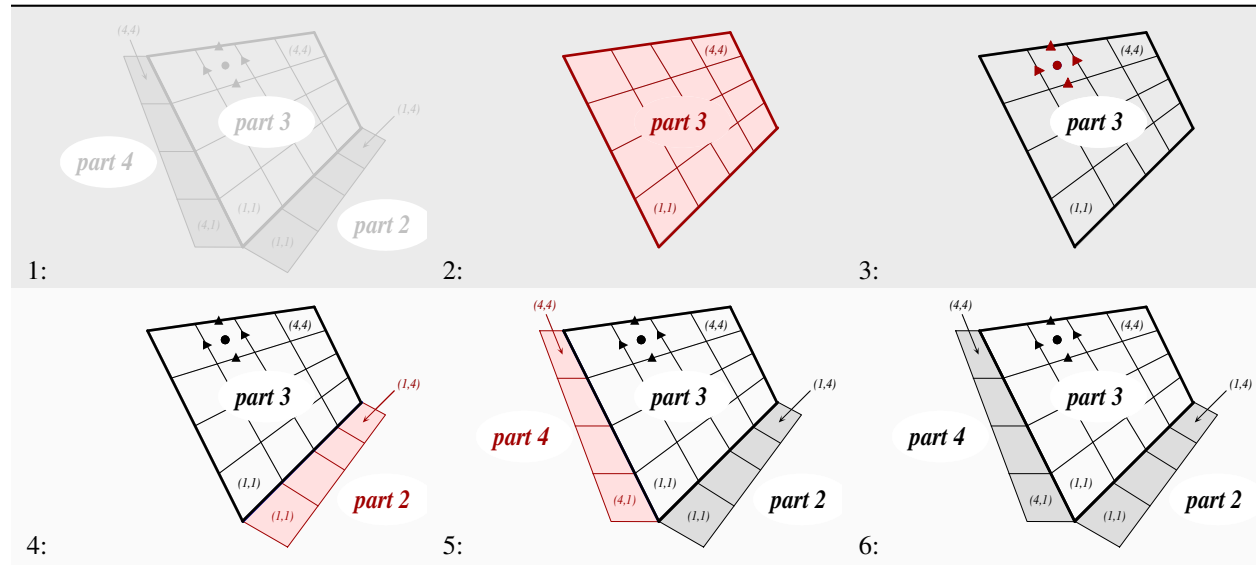 (4,4)
(4,4)
(1,4)
part 3
part 4
part 2
(4,1)
(1,1)
(1,1)
1:
(4,4)
part 3
(1,1)
2:
(4,4)
part 3
(1,1)
3:
(4,4)
(1,4)
part 3
(1,1)
part 2
(1,1)
4:
(4,4)
(4,4)
(1,4)
part 3
part 4
part 2
(4,1)
(1,1)
(1,1)
5:
(4,4)
(4,4)
(1,4)
part 3
part 4
part 2
(4,1)
(1,1)
(1,1)
6: